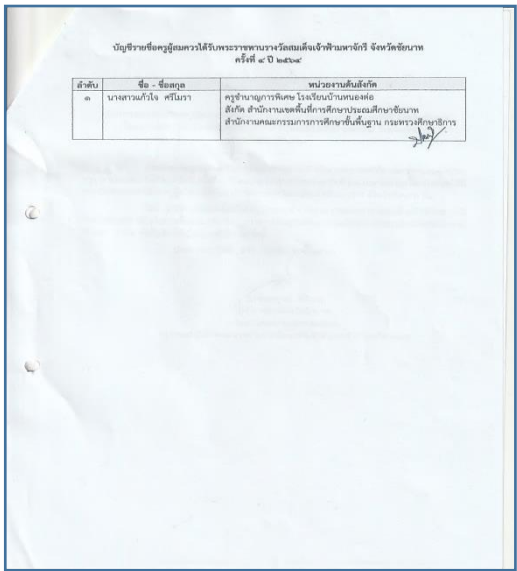 บัญชีรายชื่อครูผู้สมควรได้รับพระราชทานรางวัลสมเด็จเจ้าฟ้ามหาจักรี จังหวัดชัยนาท
ครั้งที่ ๔ ปี ๒๕๖๔
ลำดับ ชื่อ - ชื่อสกุล หน่วยงานต้นสังกัด
๑ นางสาวแก้วใจ ศรีโมรา ครูชำนาญการพิเศษ โรงเรียนบ้านหนองต่อ
สังกัด สำนักงานเขตพื้นที่การศึกษาประถมศึกษาชัยนาท
สำนักงานคณะกรรมการการศึกษาขั้นพื้นฐาน กระทรวงศึกษาธิการ